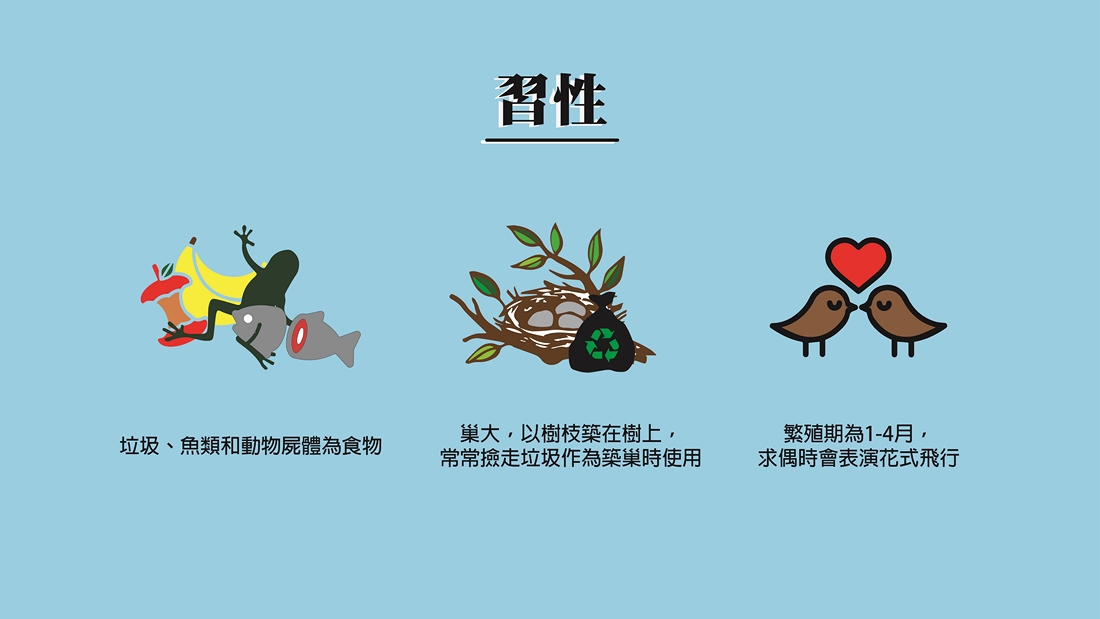 習性
垃圾、魚類和動物屍體為食物
巢大，以樹枝築在樹上，
常常撿走垃圾作為築巢時使用
繁殖期為1-4月，
求偶時會表演花式飛行